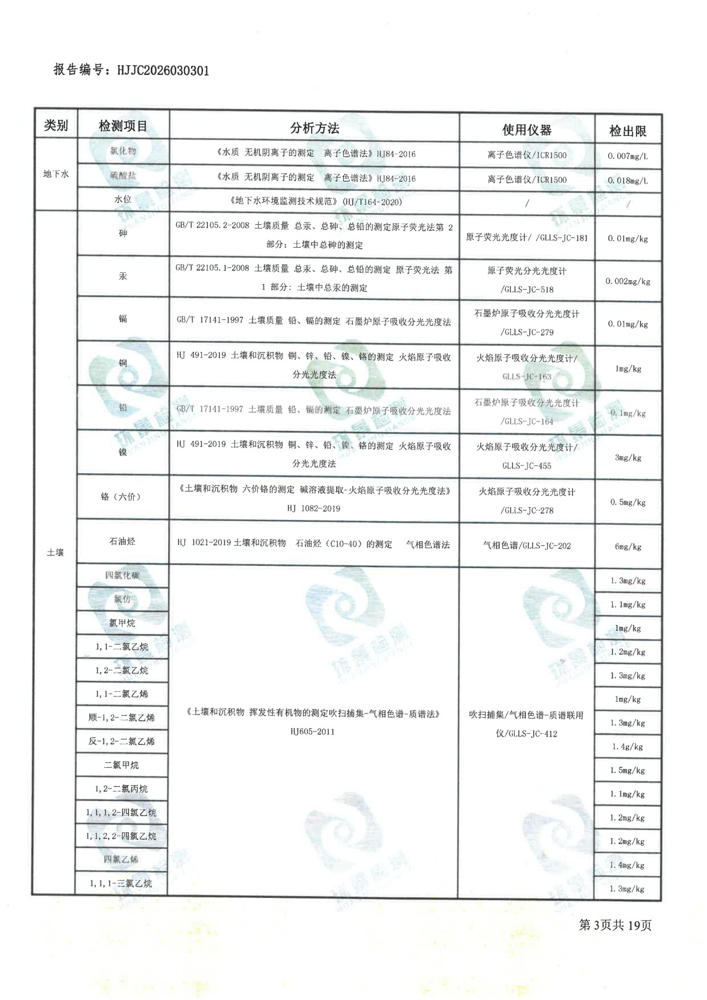 报告编号：HJJC2026030301
类别 检测项目 分析方法 使用仪器 检出限
地下水
氯化物 《水质 无机阴离子的测定 离子色谱法》HJ84-2016 离子色谱仪/ICR1500 0.007mg/L
硫酸盐 《水质 无机阴离子的测定 离子色谱法》HJ84-2016 离子色谱仪/ICR1500 0.018mg/L
水位 《地下水环境监测技术规范》(HJ/T164-2020) / /
土壤
砷 GB/T 22105.2-2008 土壤质量 总汞、总砷、总铅的测定原子荧光法第 2
部分：土壤中总砷的测定 原子荧光光度计/ /GLLS-JC-181 0.01mg/kg
汞 GB/T 22105.1-2008 土壤质量 总汞、总砷、总铅的测定 原子荧光法 第
1 部分：土壤中总汞的测定 原子荧光分光光度计
/GLLS-JC-518 0.002mg/kg
镉 GB/T 17141-1997 土壤质量 铅、镉的测定 石墨炉原子吸收分光光度法 石墨炉原子吸收分光光度计
/GLLS-JC-279 0.01mg/kg
铜 HJ 491-2019 土壤和沉积物 铜、锌、铅、镍、铬的测定 火焰原子吸收
分光光度法 火焰原子吸收分光光度计/
GLLS-JC-163 1mg/kg
铅 GB/T 17141-1997 土壤质量 铅、镉的测定 石墨炉原子吸收分光光度法 石墨炉原子吸收分光光度计
/GLLS-JC-164 0.1mg/kg
镍 HJ 491-2019 土壤和沉积物 铜、锌、铅、镍、铬的测定 火焰原子吸收
分光光度法 火焰原子吸收分光光度计/
GLLS-JC-455 3mg/kg
铬（六价） 《土壤和沉积物 六价铬的测定 碱溶液提取-火焰原子吸收分光光度法》
HJ 1082-2019 火焰原子吸收分光光度计
/GLLS-JC-278 0.5mg/kg
石油烃 HJ 1021-2019土壤和沉积物 石油烃（C10-40）的测定 气相色谱法 气相色谱/GLLS-JC-202 6mg/kg
四氯化碳 1.3mg/kg
氯仿 1.1mg/kg
氯甲烷 1mg/kg
1,1-二氯乙烷 1.2mg/kg
1,2-二氯乙烷 1.3mg/kg
1,1-二氯乙烯 1mg/kg
《土壤和沉积物 挥发性有机物的测定吹扫捕集-气相色谱-质谱法》
HJ605-2011
吹扫捕集/气相色谱-质谱联用
仪/GLLS-JC-412
顺-1,2-二氯乙烯 1.3mg/kg
反-1,2-二氯乙烯 1.4g/kg
二氯甲烷 1.5mg/kg
1,2-二氯丙烷 1.1mg/kg
1,1,1,2-四氯乙烷 1.2mg/kg
1,1,2,2-四氯乙烷 1.2mg/kg
四氯乙烯 1.4mg/kg
1,1,1-三氯乙烷 1.3mg/kg
第 3页共 19页